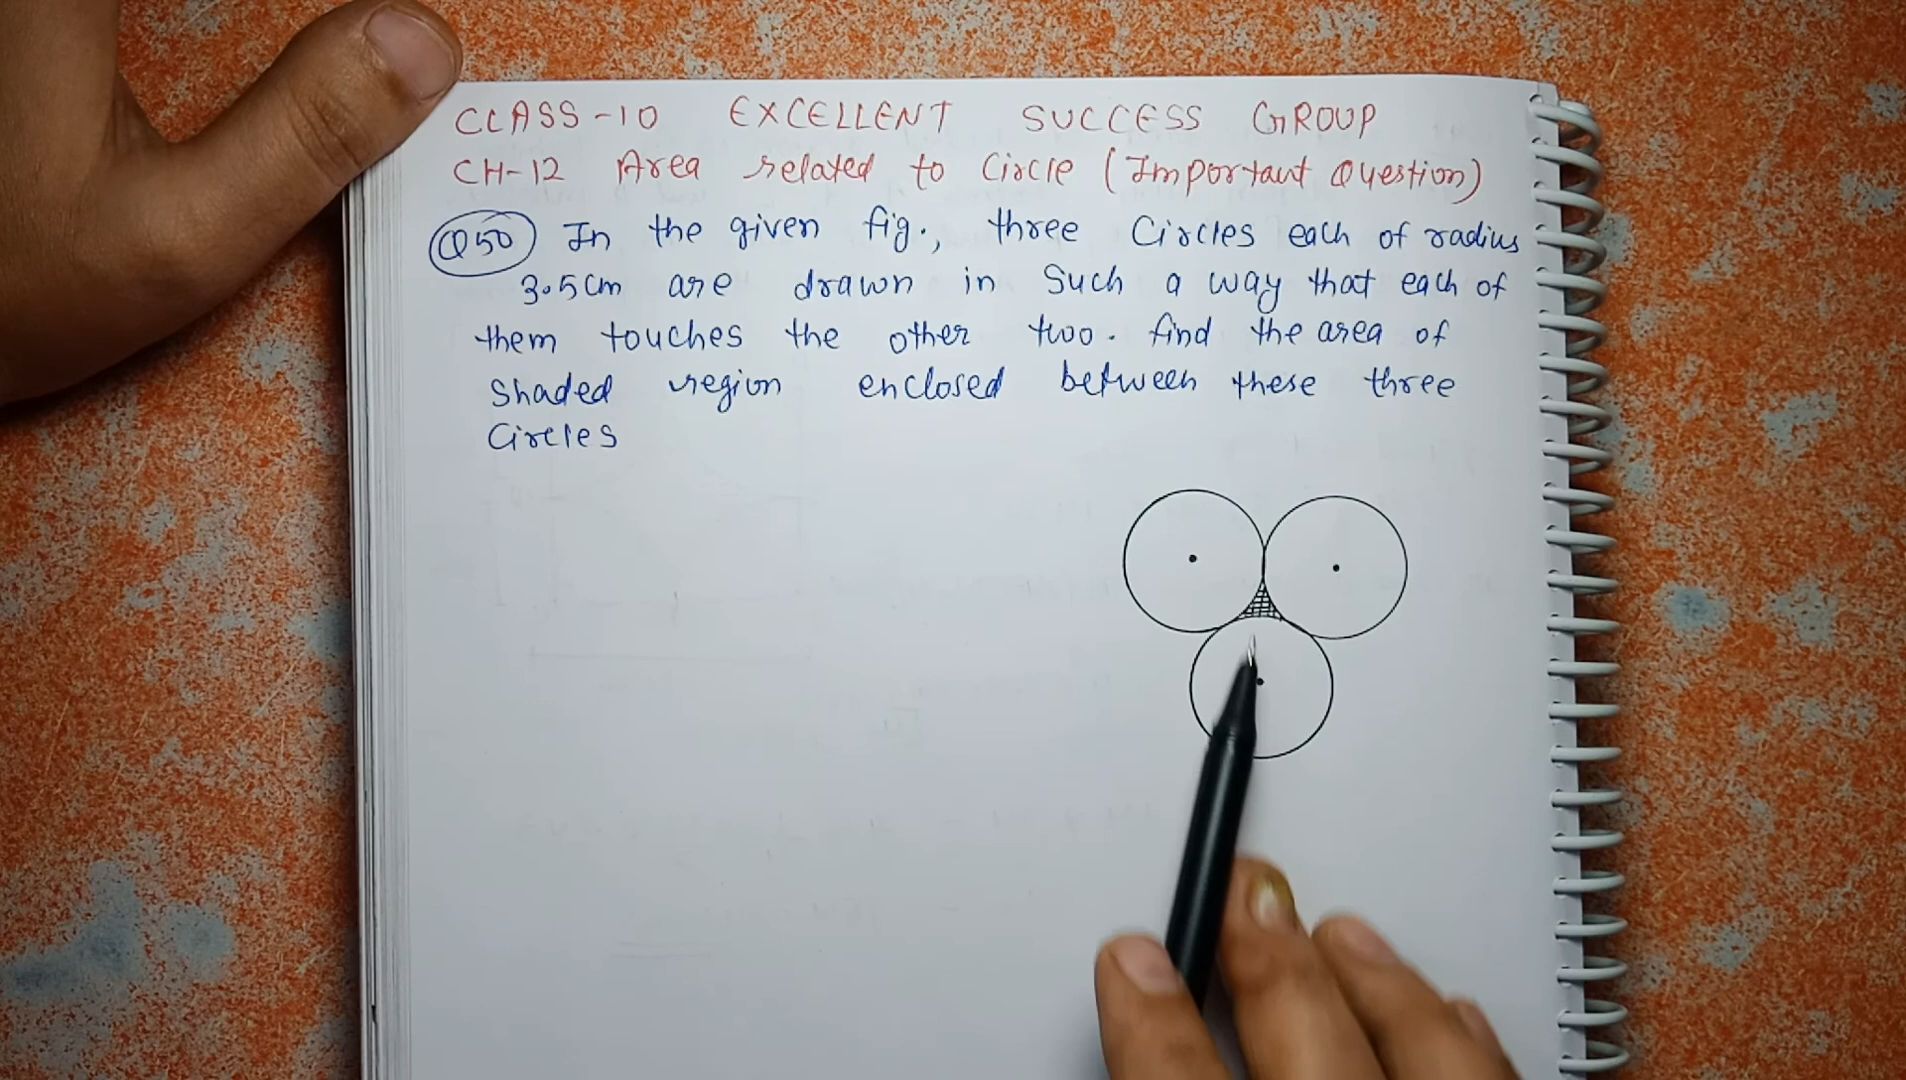 CLASS-10 EXCELLENT SUCCESS GROUP
CH-12 Area related to Circle (Important Question)
Q50 In the given fig., three Circles each of radius
3.5cm are drawn in Such a way that each of
them touches the other two. find the area of
Shaded region enclosed between these three
Circles